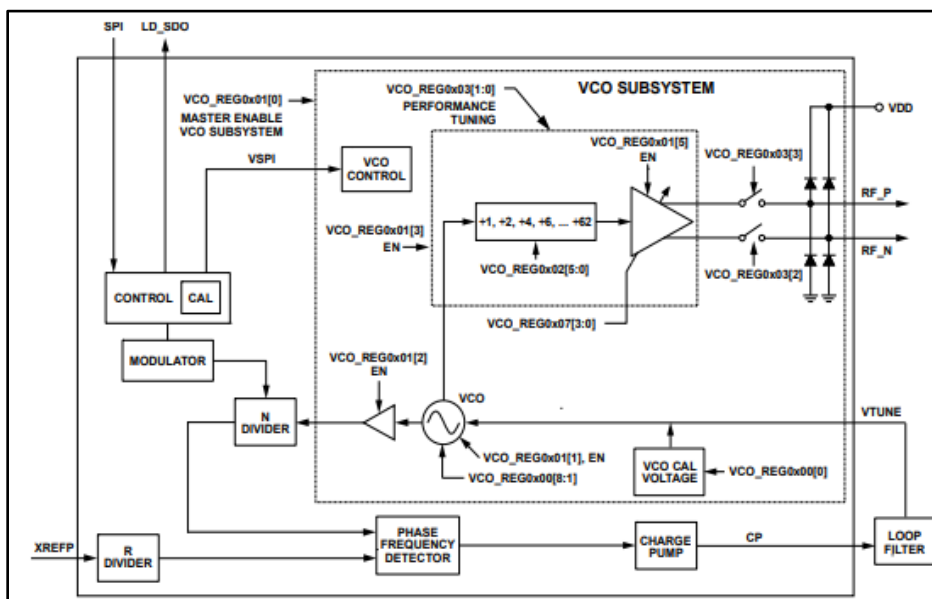 SPI LD_SDO
VCO_REG0x03[1:0]
PERFORMANCE
TUNING
VCO SUBSYSTEM
VCO_REG0x01[0]
MASTER ENABLE
VCO SUBSYSTEM
VDD
VSPI
VCO
CONTROL
VCO_REG0x01[5]
EN
VCO_REG0x03[3]
RF_P
VCO_REG0x01[3]
EN
+1, +2, +4, +6, ... +62
RF_N
VCO_REG0x02[5:0]
VCO_REG0x03[2]
CONTROL
CAL
VCO_REG0x07[3:0]
MODULATOR
VCO_REG0x01[2]
EN
VCO
VTUNE
N
DIVIDER
VCO_REG0x01[1], EN
VCO_REG0x00[8:1]
VCO CAL
VOLTAGE
VCO_REG0x00[0]
XREFP
R
DIVIDER
PHASE
FREQUENCY
DETECTOR
CHARGE
PUMP
CP
LOOP
FILTER